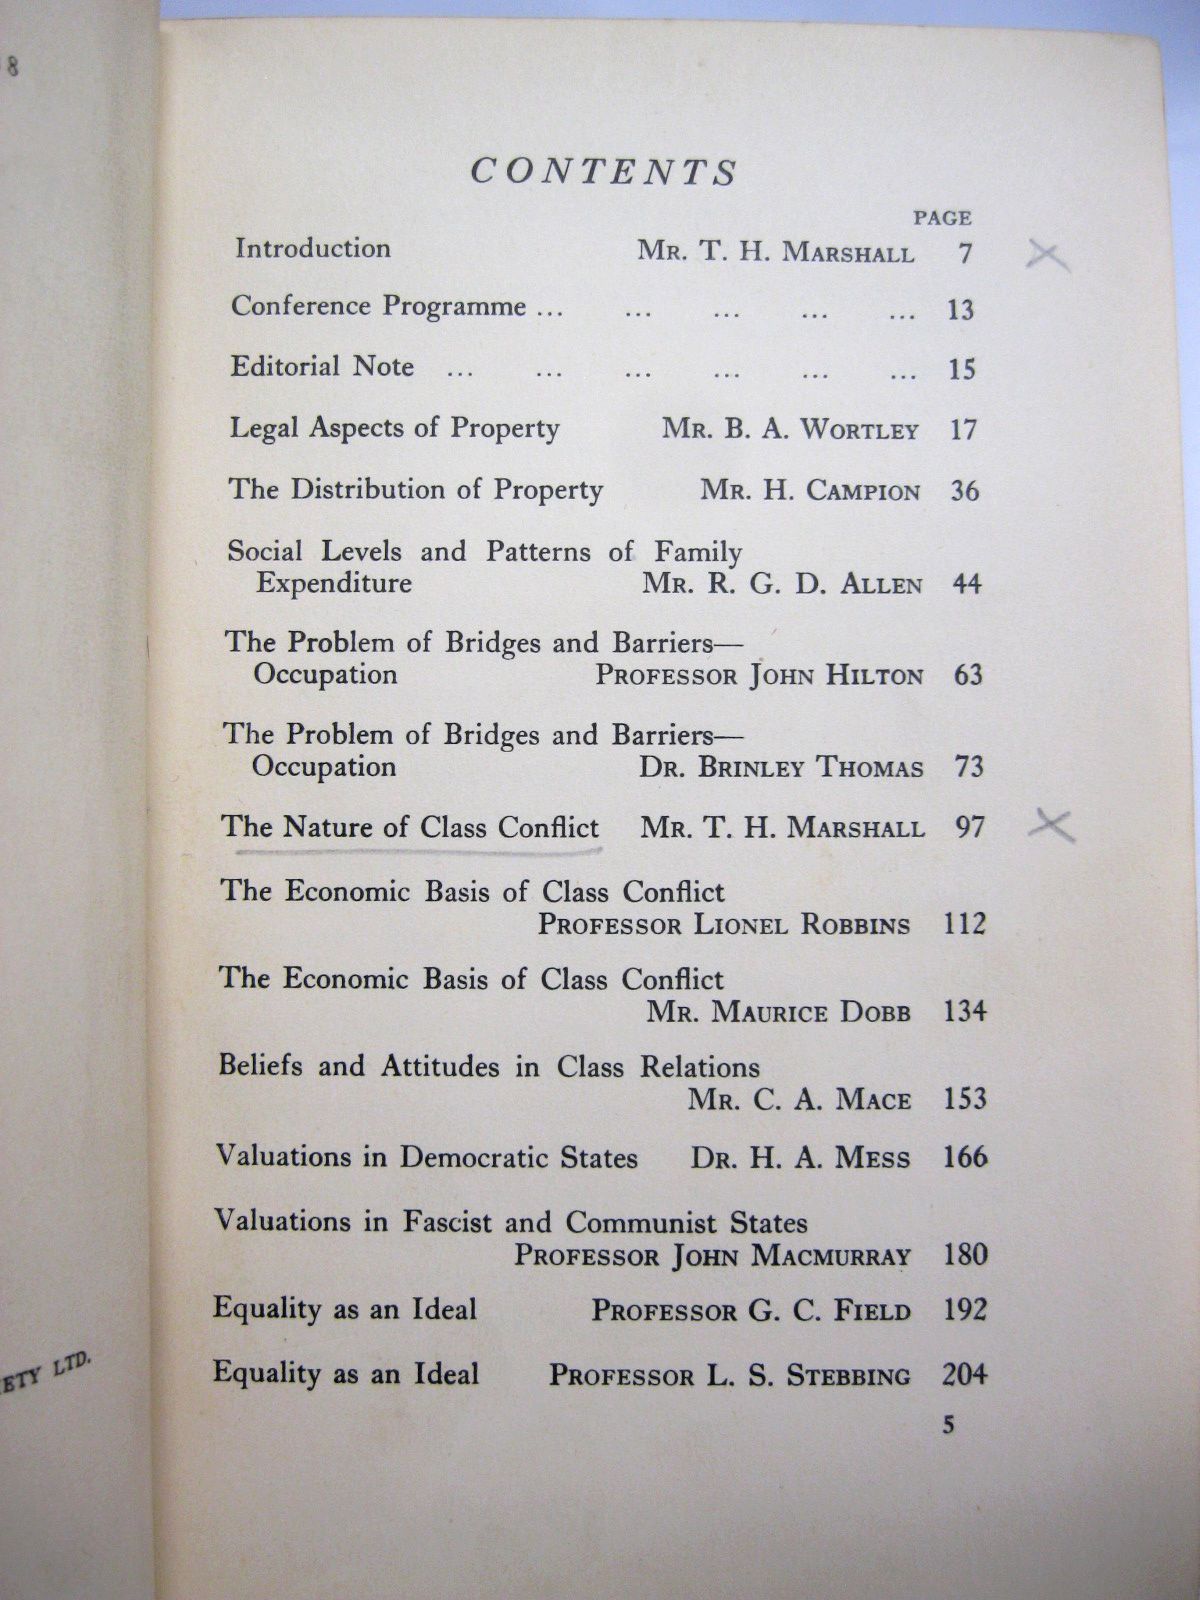 8
CONTENTS
PAGE
Introduction MR. T. H. MARSHALL 7
Conference Programme ... ... ... ... ... 13
Editorial Note ... ... ... ... ... ... 15
Legal Aspects of Property MR. B. A. WORTLEY 17
The Distribution of Property MR. H. CAMPION 36
Social Levels and Patterns of Family
Expenditure MR. R. G. D. ALLEN 44
The Problem of Bridges and Barriers—
Occupation PROFESSOR JOHN HILTON 63
The Problem of Bridges and Barriers—
Occupation DR. BRINLEY THOMAS 73
The Nature of Class Conflict MR. T. H. MARSHALL 97
The Economic Basis of Class Conflict
PROFESSOR LIONEL ROBBINS 112
The Economic Basis of Class Conflict
MR. MAURICE DOBB 134
Beliefs and Attitudes in Class Relations
MR. C. A. MACE 153
Valuations in Democratic States DR. H. A. MESS 166
Valuations in Fascist and Communist States
PROFESSOR JOHN MACMURRAY 180
Equality as an Ideal PROFESSOR G. C. FIELD 192
Equality as an Ideal PROFESSOR L. S. STEBBING 204
5
ETY LTD.